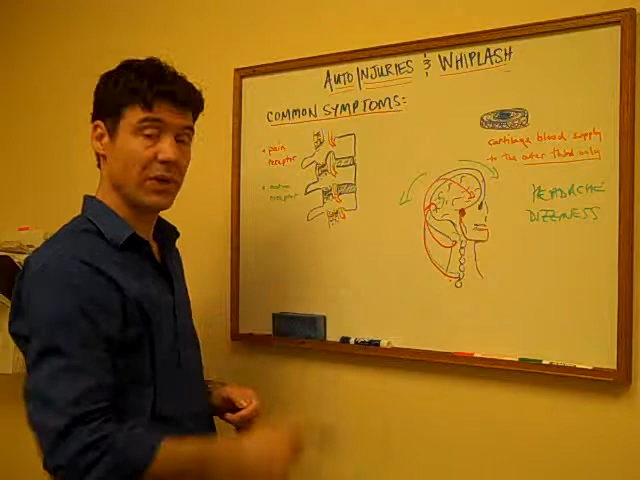 AUTO INJURIES & WHIPLASH
COMMON SYMPTOMS:
• pain
receptor
• motion
receptor
cartilage blood supply
to the outer third only
HEADACHE
DIZZINESS